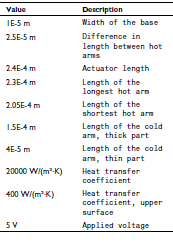 Value Description
1E-5 m Width of the base
2.5E-5 m Difference in
length between hot
arms
2.4E-4 m Actuator length
2.3E-4 m Length of the
longest hot arm
2.05E-4 m Length of the
shortest hot arm
1.5E-4 m Length of the cold
arm, thick part
4E-5 m Length of the cold
arm, thin part
20000 W/(m²·K) Heat transfer
coefficient
400 W/(m²·K) Heat transfer
coefficient, upper
surface
5 V Applied voltage